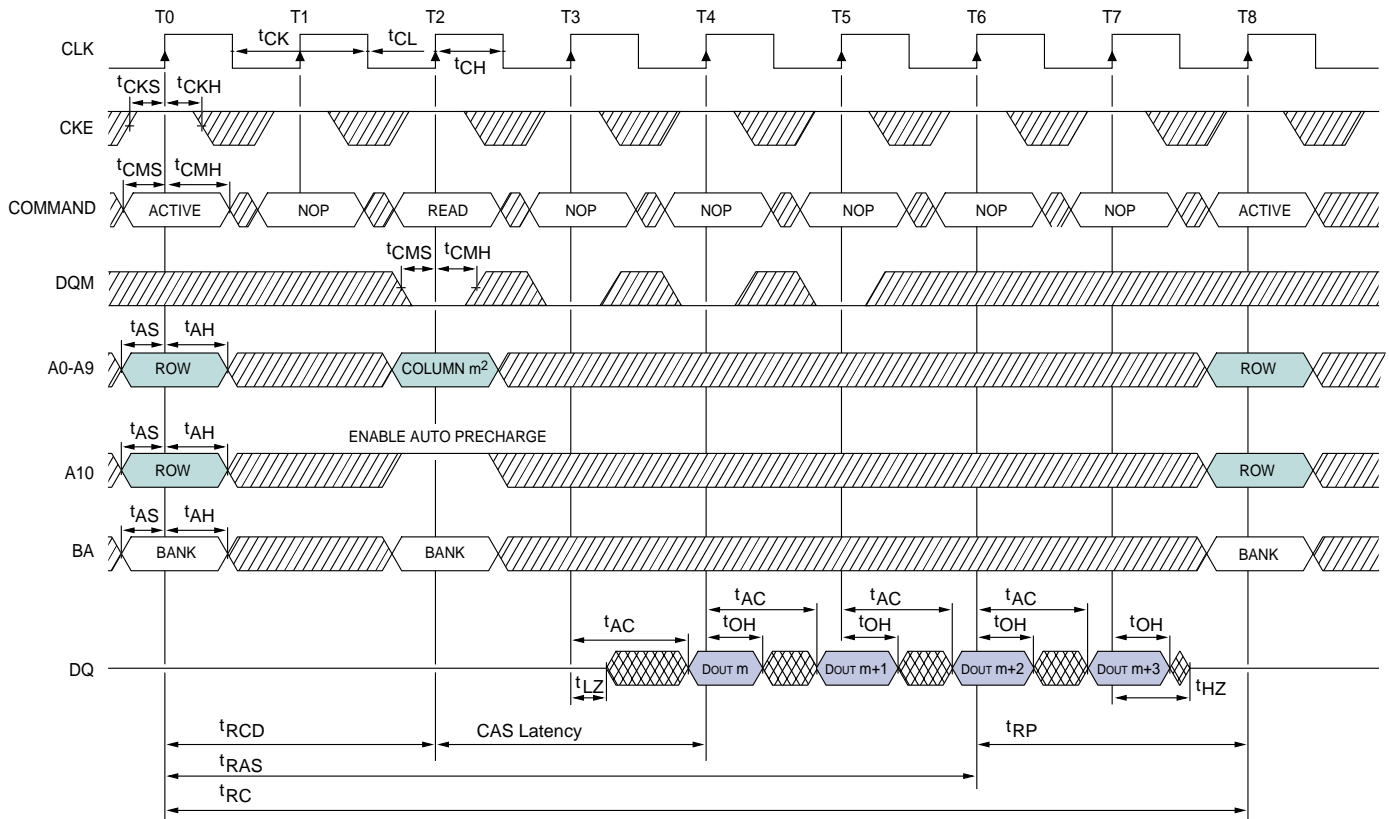 T0 T1 T2 T3 T4 T5 T6 T7 T8
CLK tCK tCL tCH
tCKS tCKH
CKE
tCMS tCMH
COMMAND ACTIVE NOP READ NOP NOP NOP NOP NOP ACTIVE
tCMS tCMH
DQM
tAS tAH
A0-A9 ROW COLUMN m2 ROW
tAS tAH ENABLE AUTO PRECHARGE
A10 ROW ROW
tAS tAH
BA BANK BANK BANK
tAC tAC tAC
tAC tOH tOH tOH tOH
DQ DOUT m DOUT m+1 DOUT m+2 DOUT m+3
tLZ tHZ
tRCD CAS Latency tRP
tRAS
tRC